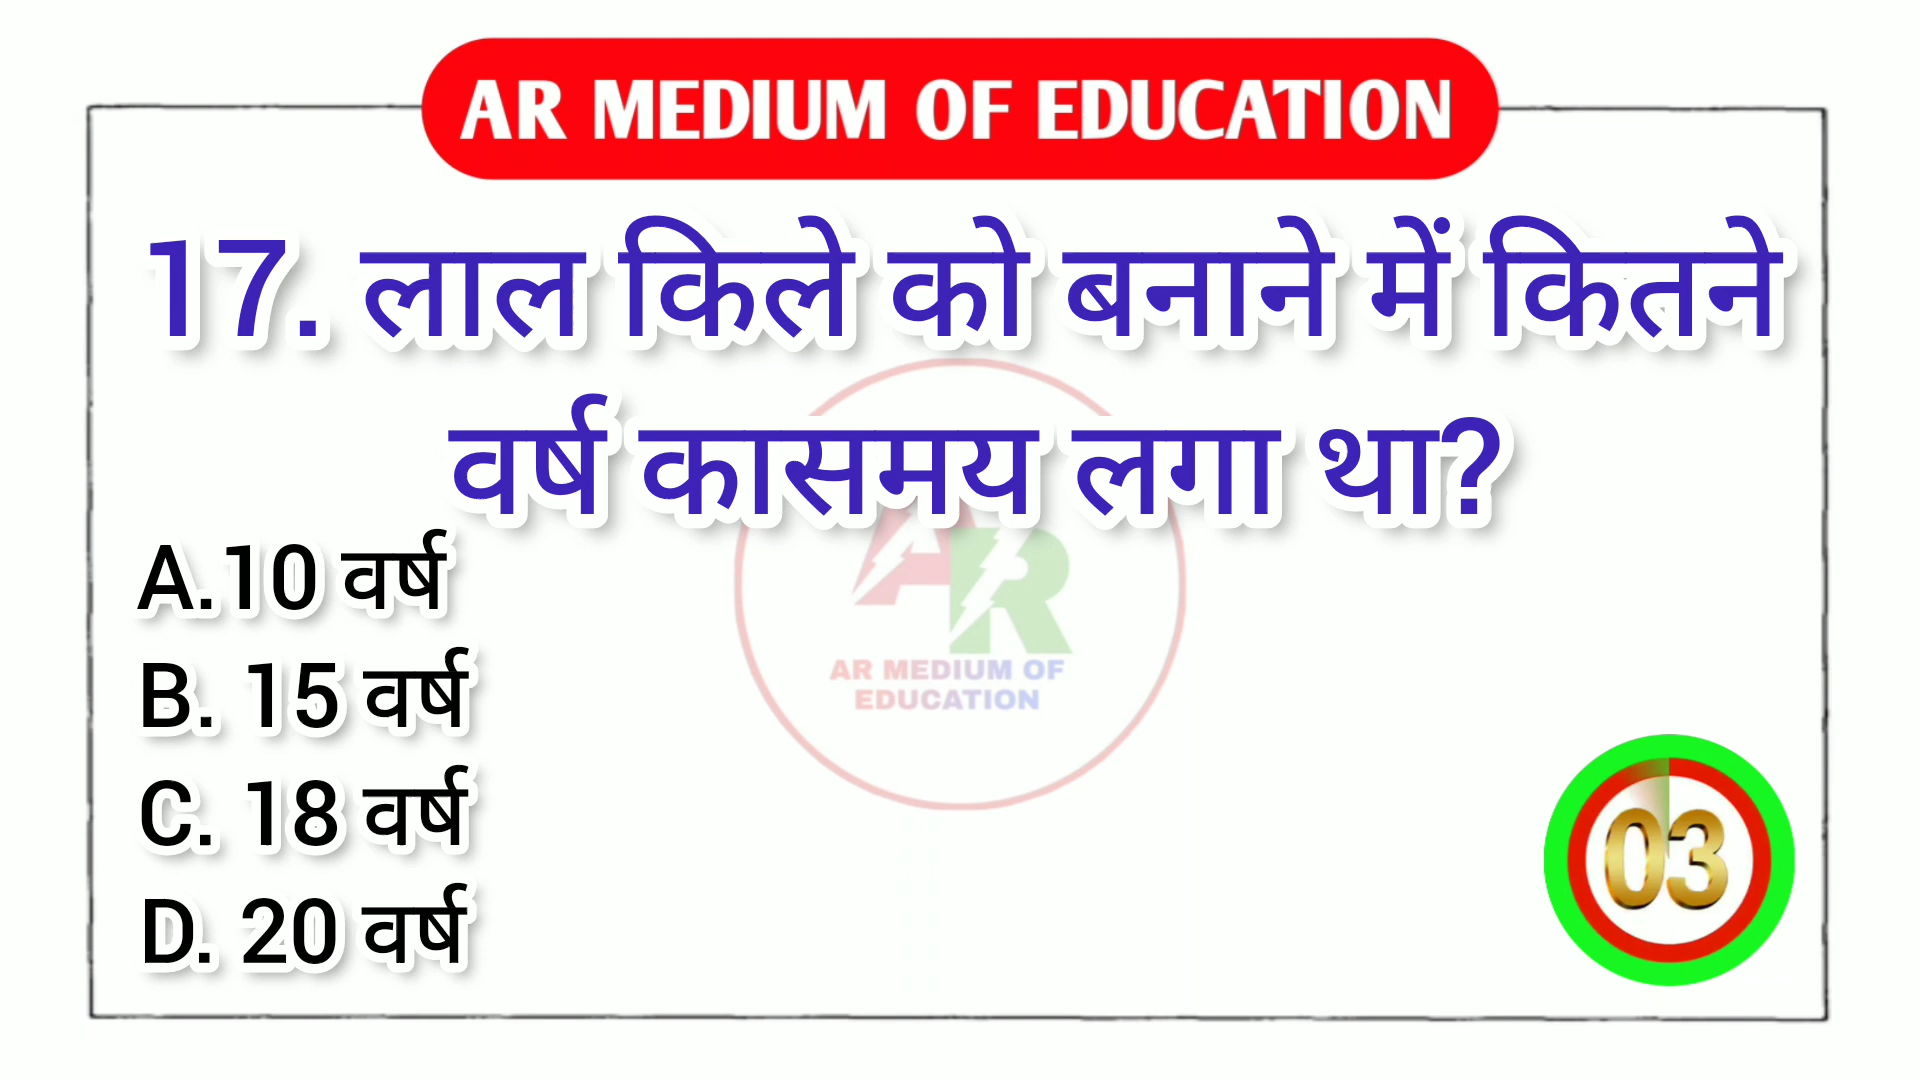 AR MEDIUM OF EDUCATION
17. लाल किले को बनाने में कितने
वर्ष कासमय लगा था?
AR
AR MEDIUM OF
EDUCATION
A.10 वर्ष
B. 15 वर्ष
C. 18 वर्ष
D. 20 वर्ष
03